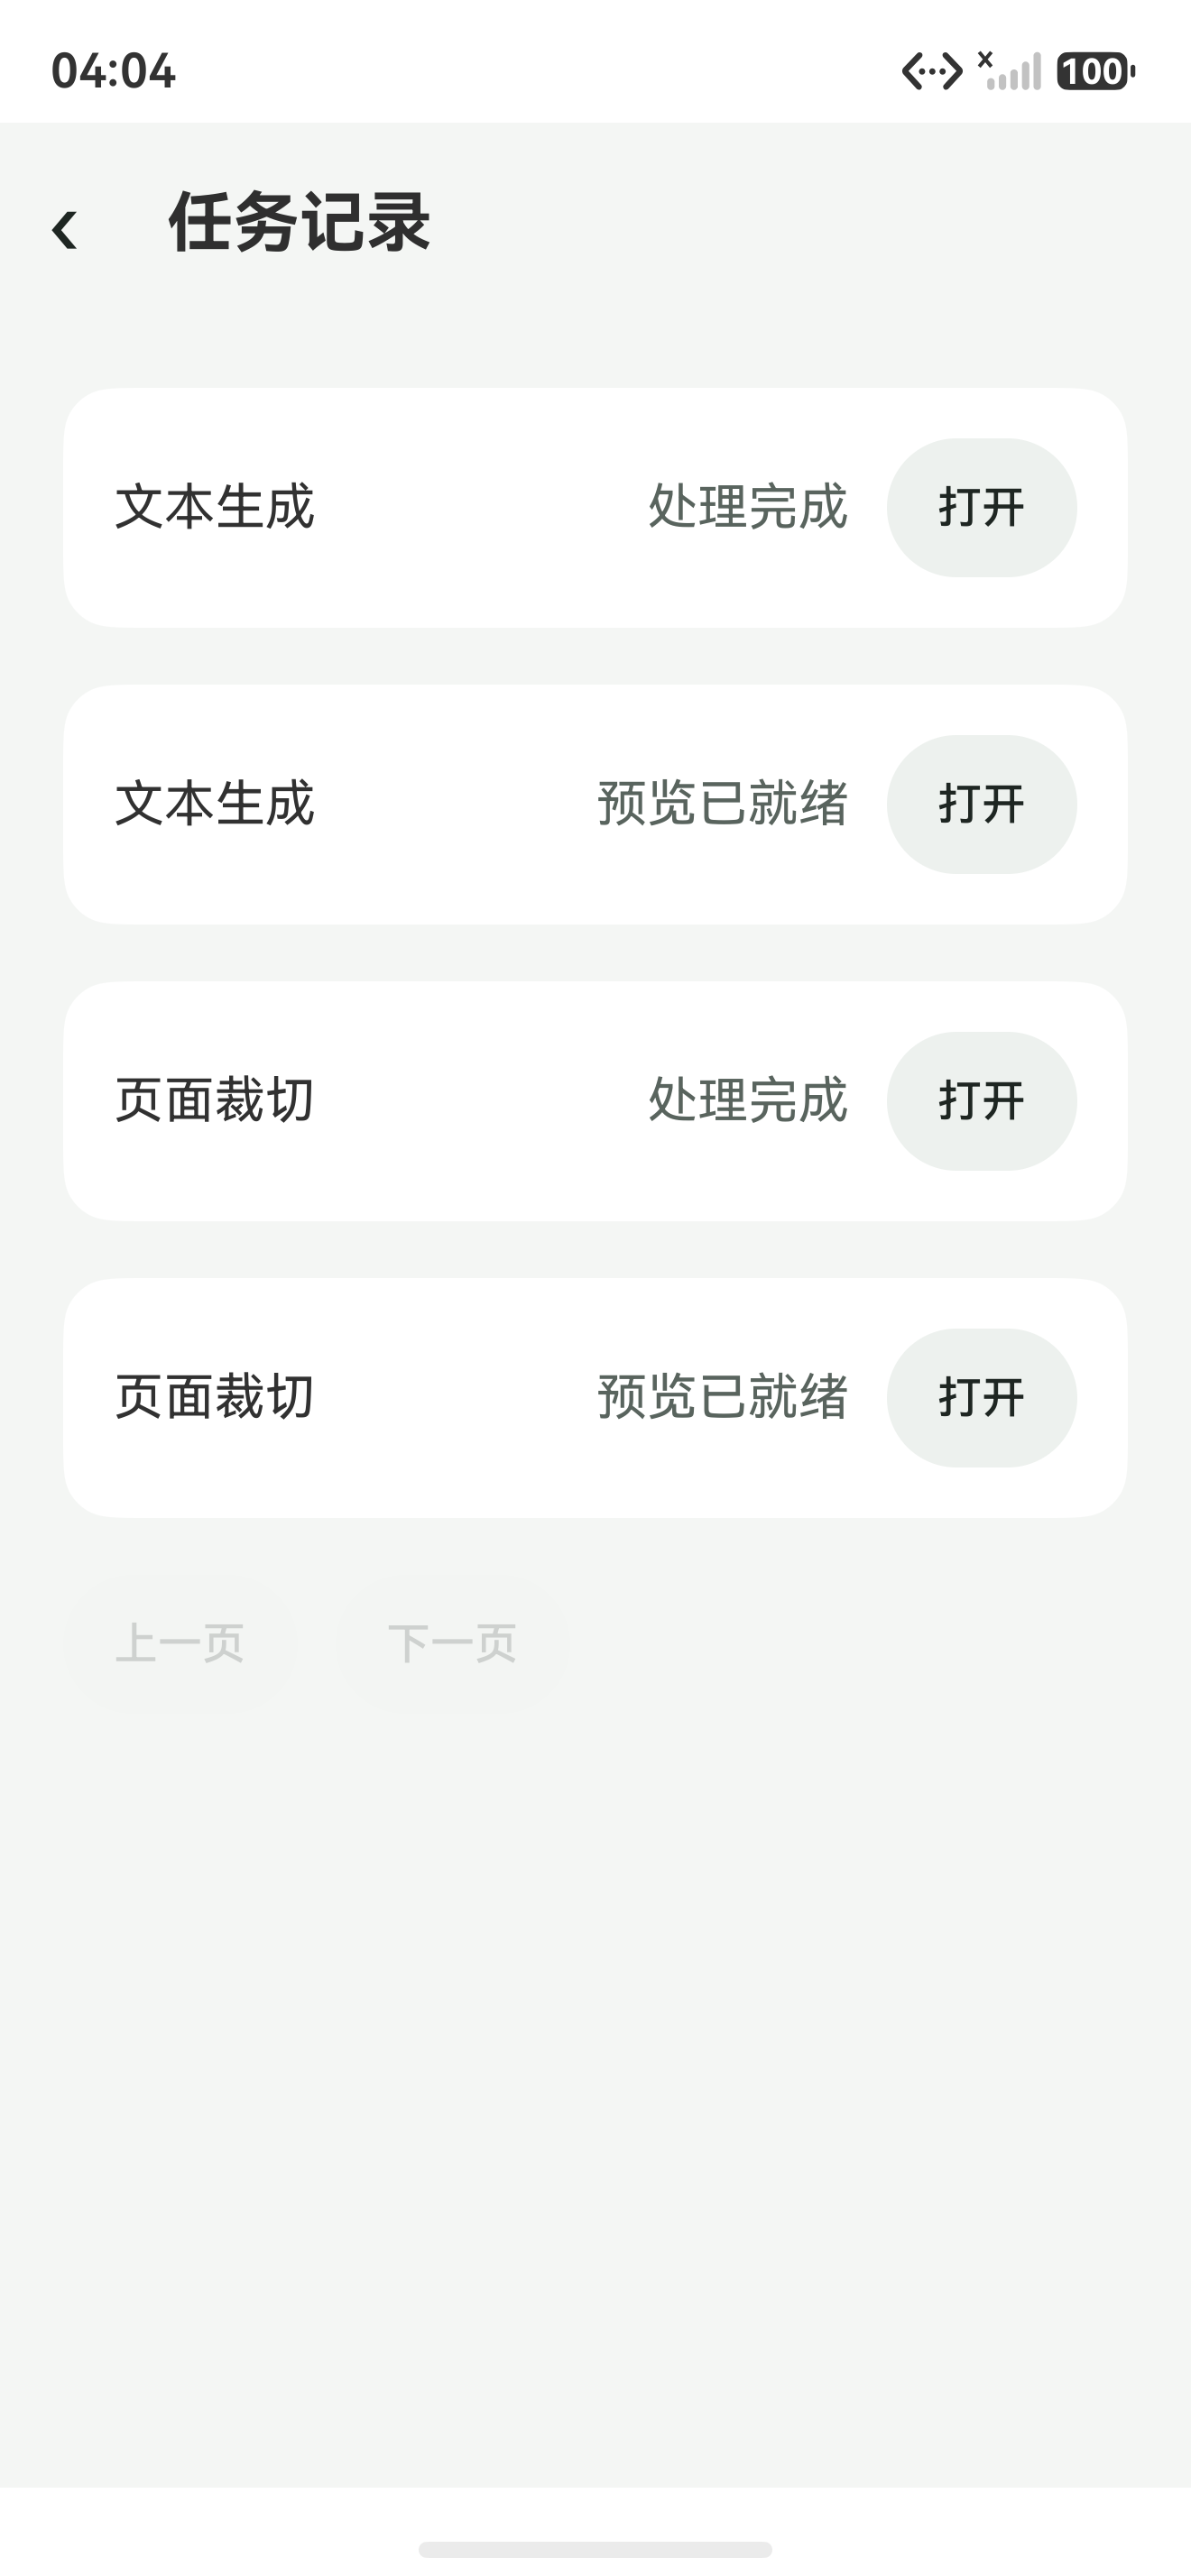 04:04
100
任务记录
文本生成 处理完成 打开
文本生成 预览已就绪 打开
页面裁切 处理完成 打开
页面裁切 预览已就绪 打开
上一页 下一页